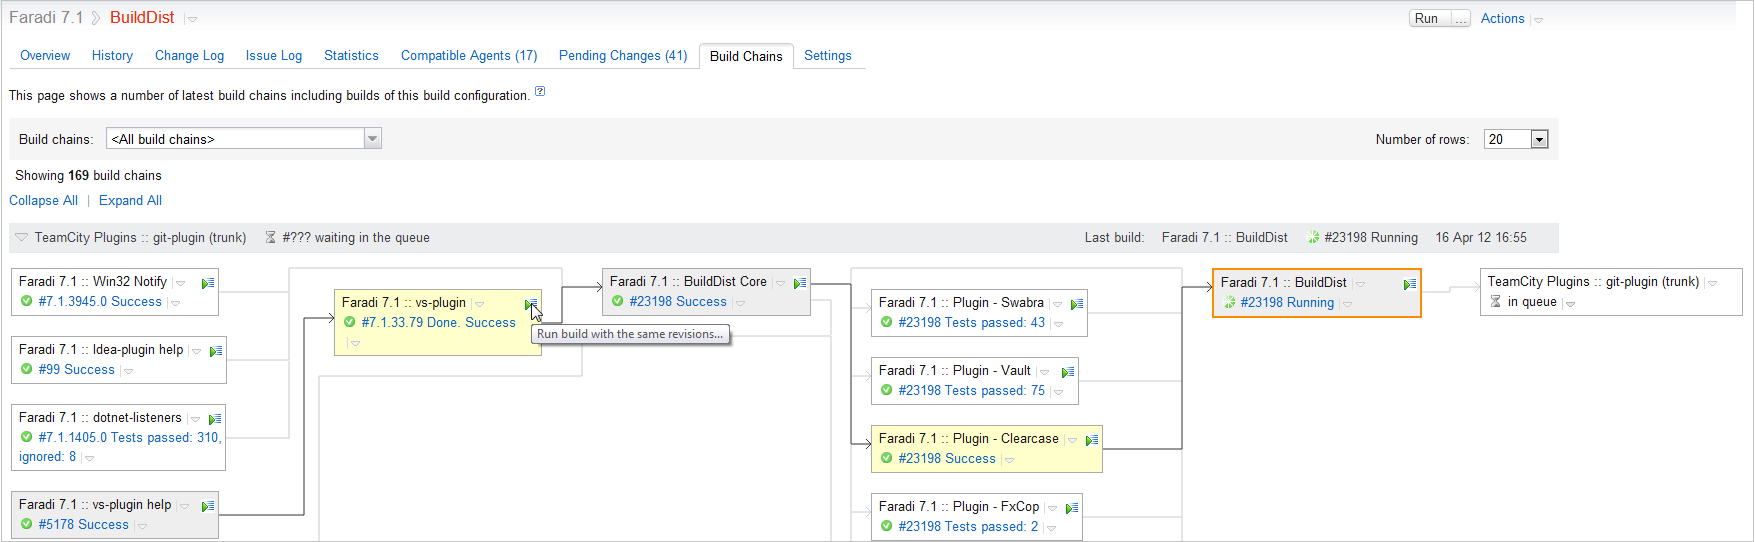 Faradi 7.1 BuildDist
Run ... Actions
Overview History Change Log Issue Log Statistics Compatible Agents (17) Pending Changes (41) Build Chains Settings
This page shows a number of latest build chains including builds of this build configuration. ?
Build chains: <All build chains> Number of rows: 20
Showing 169 build chains
Collapse All | Expand All
TeamCity Plugins :: git-plugin (trunk) #??? waiting in the queue Last build: Faradi 7.1 :: BuildDist #23198 Running 16 Apr 12 16:55
Faradi 7.1 :: Win32 Notify
#7.1.3945.0 Success
Faradi 7.1 :: Idea-plugin help
#99 Success
Faradi 7.1 :: dotnet-listeners
#7.1.1405.0 Tests passed: 310,
ignored: 8
Faradi 7.1 :: vs-plugin help
#5178 Success
Faradi 7.1 :: vs-plugin
#7.1.33.79 Done. Success
Run build with the same revisions...
Faradi 7.1 :: BuildDist Core
#23198 Success
Faradi 7.1 :: Plugin - Swabra
#23198 Tests passed: 43
Faradi 7.1 :: Plugin - Vault
#23198 Tests passed: 75
Faradi 7.1 :: Plugin - Clearcase
#23198 Success
Faradi 7.1 :: Plugin - FxCop
#23198 Tests passed: 2
Faradi 7.1 :: BuildDist
#23198 Running
TeamCity Plugins :: git-plugin (trunk)
in queue